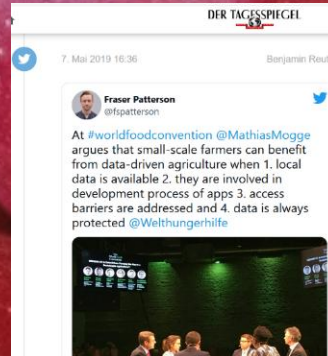 DER TAGESSPIEGEL
7. Mai 2019 16:36
Benjamin Reut
Fraser Patterson
@fspatterson
At #worldfoodconvention @MathiasMogge
argues that small-scale farmers can benefit
from data-driven agriculture when 1. local
data is available 2. they are involved in
development process of apps 3. access
barriers are addressed and 4. data is always
protected @Welthungerhilfe